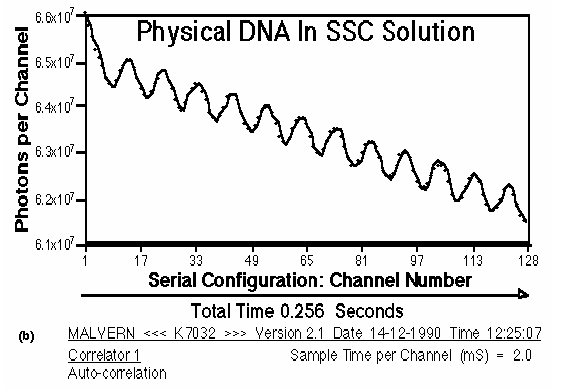 Physical DNA In SSC Solution
Photons per Channel
6.6x10⁷
6.5x10⁷
6.4x10⁷
6.3x10⁷
6.2x10⁷
6.1x10⁷
1 17 33 49 65 81 97 113 128
Serial Configuration: Channel Number
Total Time 0.256 Seconds
(b) MALVERN <<< K7032 >>> Version 2.1 Date 14-12-1990 Time 12:25:07
Correlator 1 Sample Time per Channel (mS) = 2.0
Auto-correlation